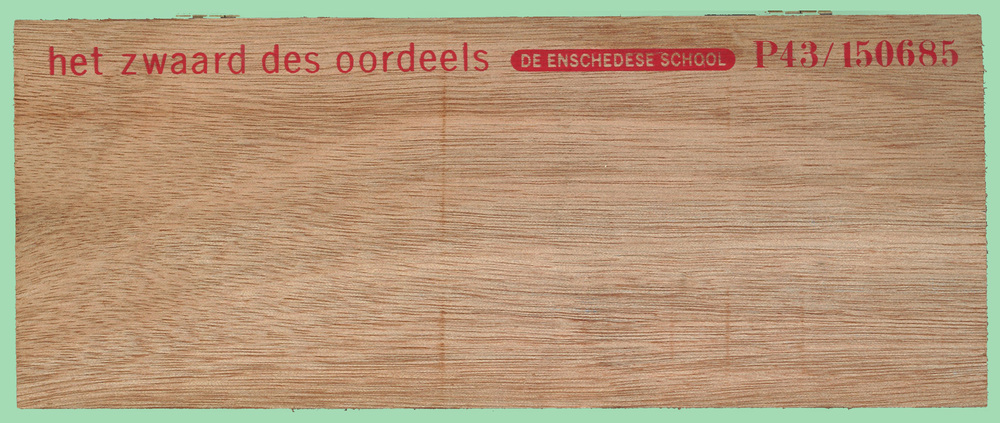 het zwaard des oordeels DE ENSCHEDESE SCHOOL P43/150685